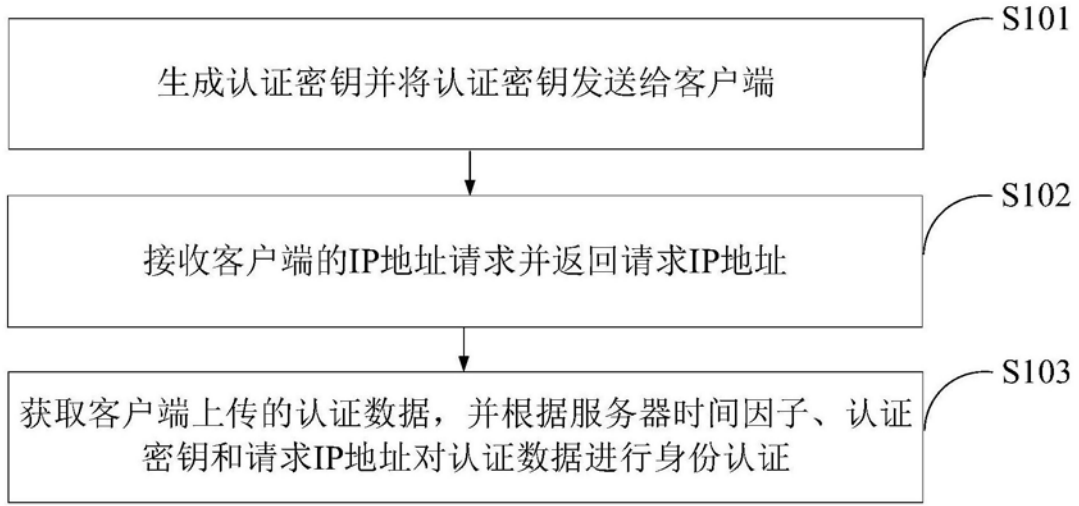 S101
生成认证密钥并将认证密钥发送给客户端
S102
接收客户端的IP地址请求并返回请求IP地址
S103
获取客户端上传的认证数据，并根据服务器时间因子、认证
密钥和请求IP地址对认证数据进行身份认证